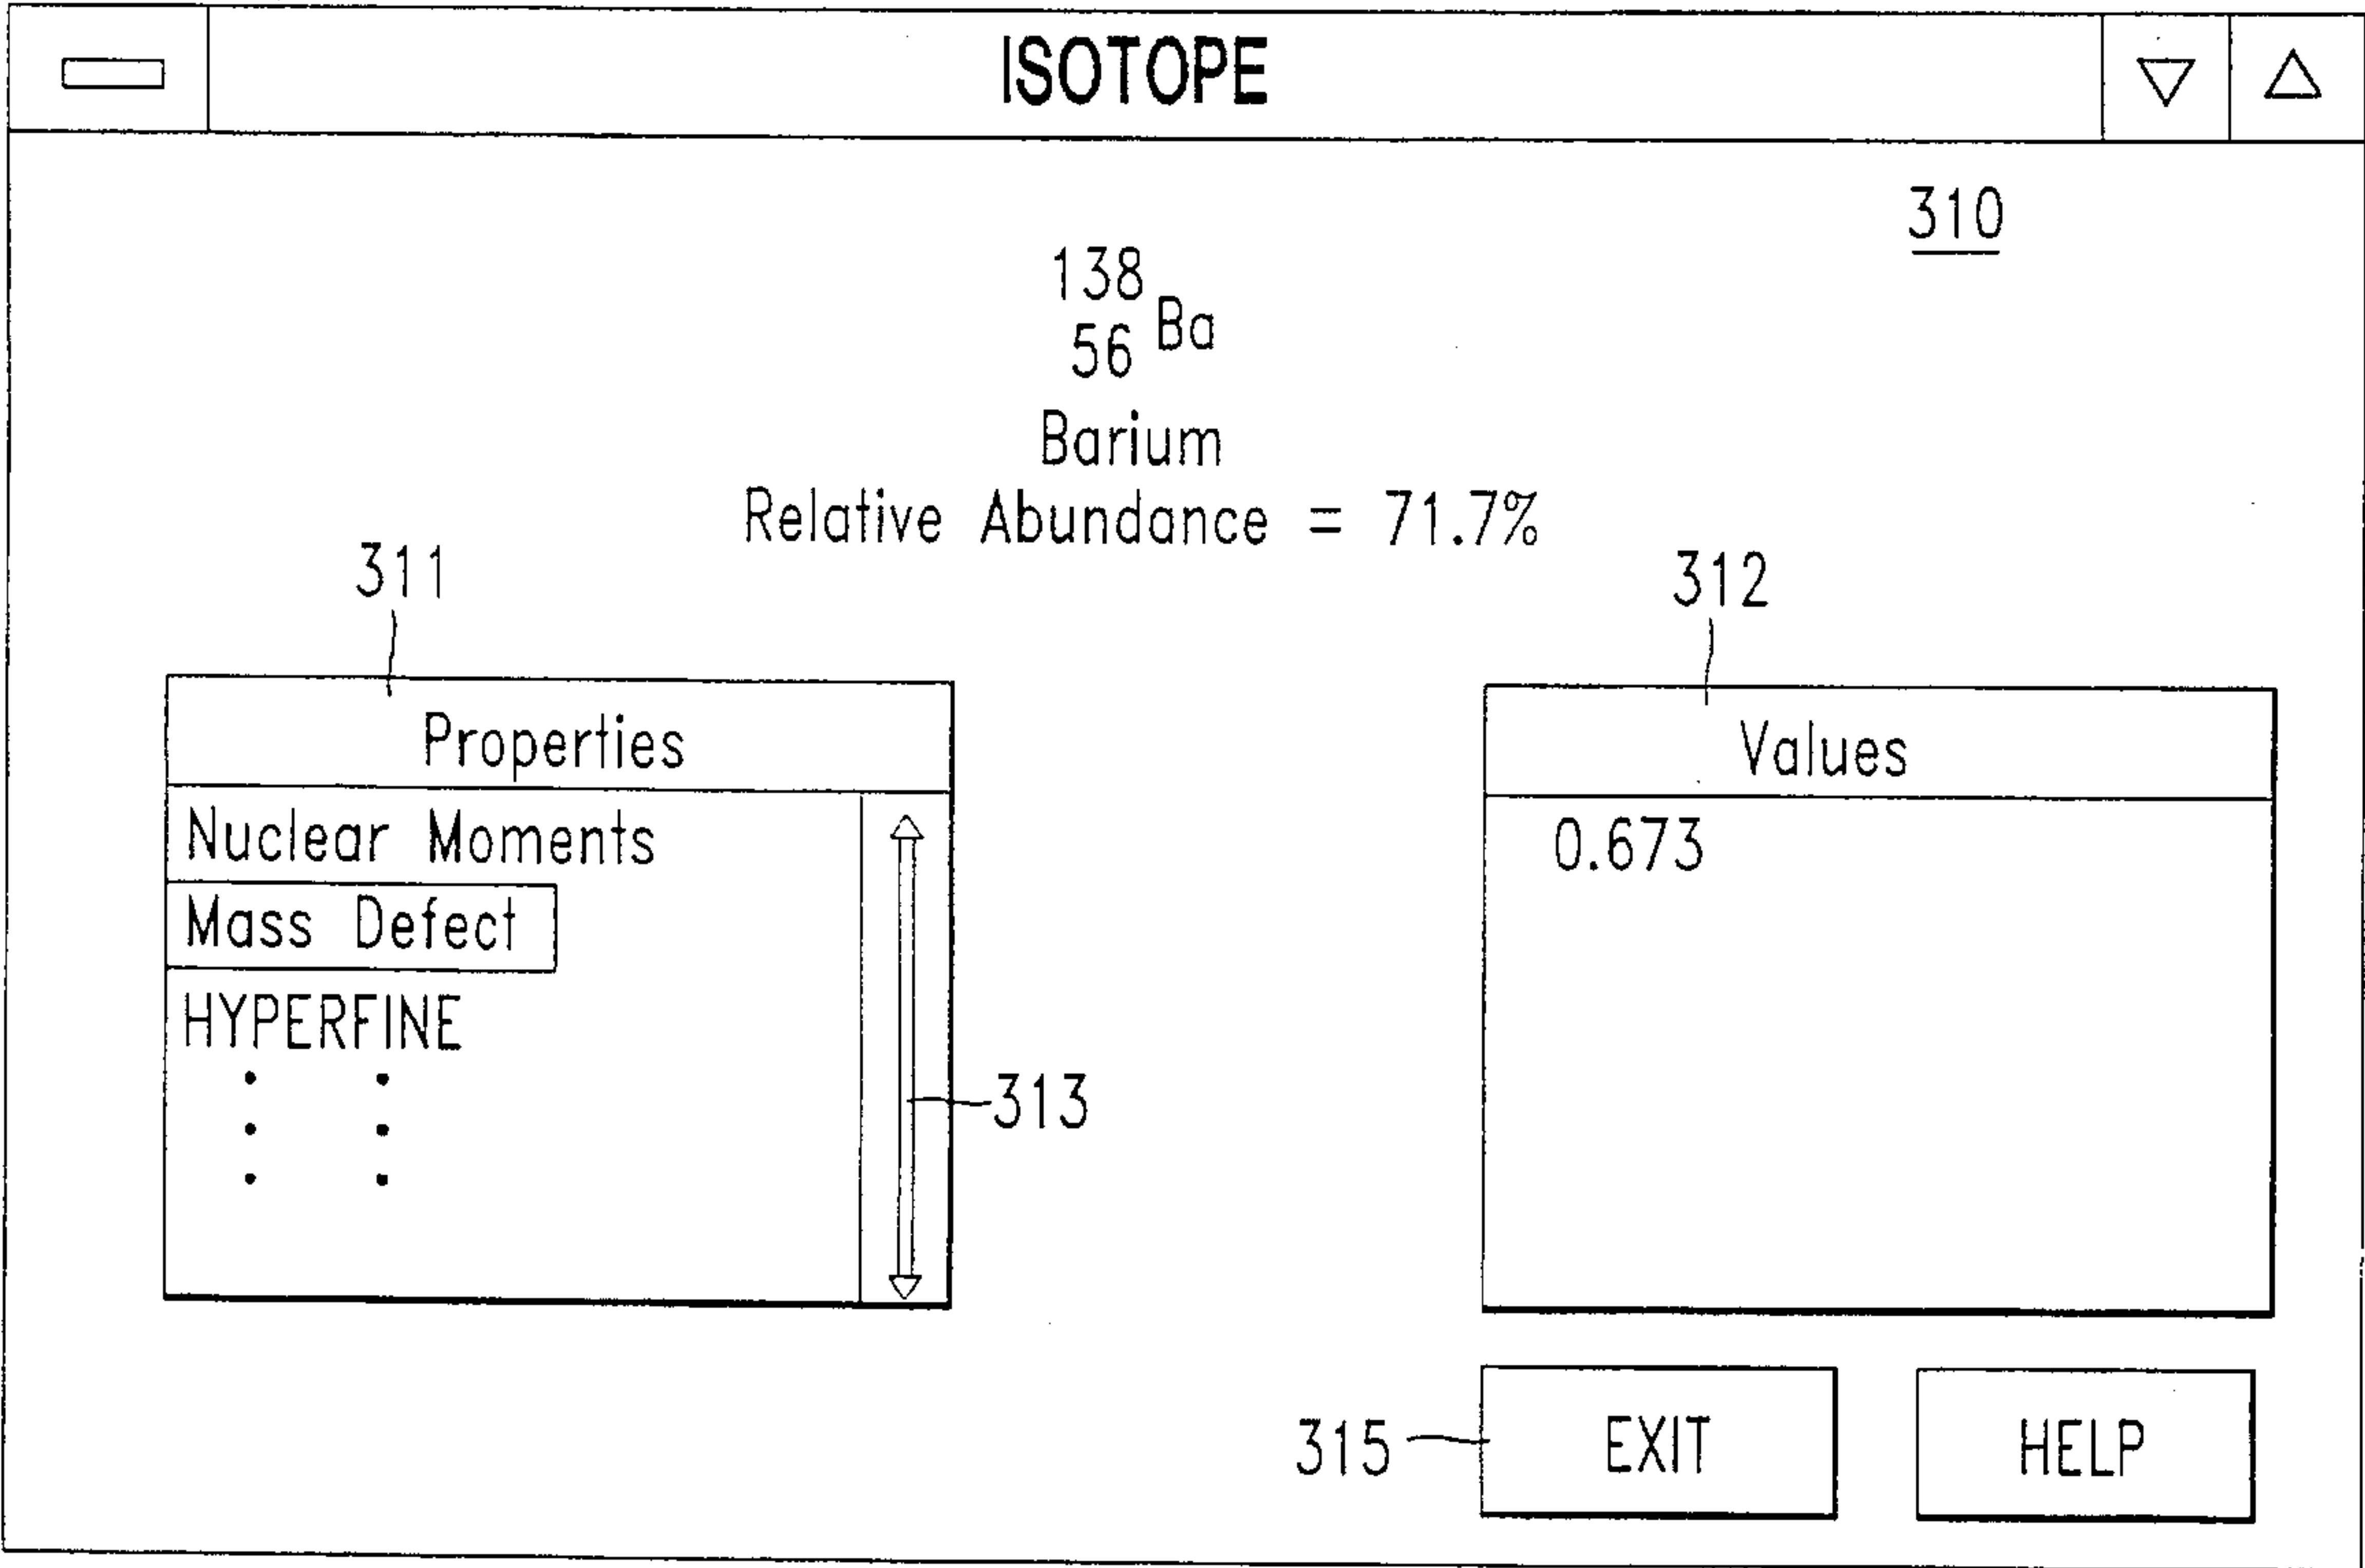 ISOTOPE
310
138
56 Ba
Barium
Relative Abundance = 71.7%
311
312
Properties
Values
Nuclear Moments
0.673
Mass Defect
HYPERFINE
313
315
EXIT
HELP